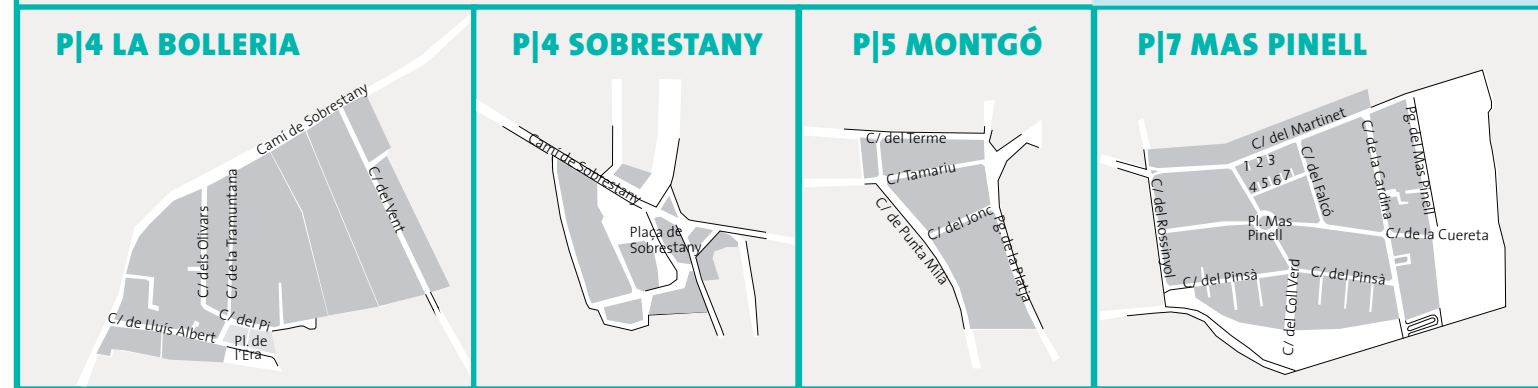 P|4 LA BOLLERIA
Camí de Sobrestany
C/ del Vent
C/ dels Olivars
C/ de la Tramuntana
C/ de Lluís Albert
C/ del Pi
Pl. de
l'Era
P|4 SOBRESTANY
Camí de Sobrestany
Plaça de
Sobrestany
P|5 MONTGÓ
C/ del Terme
C/ Tamariu
C/ del Jonc
C/ de Punta Mila
Pg. de la Platja
P|7 MAS PINELL
C/ del Martinet
1 2 3
4 5 6 7
C/ del Falcó
C/ de la Cardina
Pg. del Mas Pinell
C/ del Rossinyol
Pl. Mas
Pinell
C/ de la Cuereta
C/ del Pinsà
C/ del Coll Verd
C/ del Pinsà